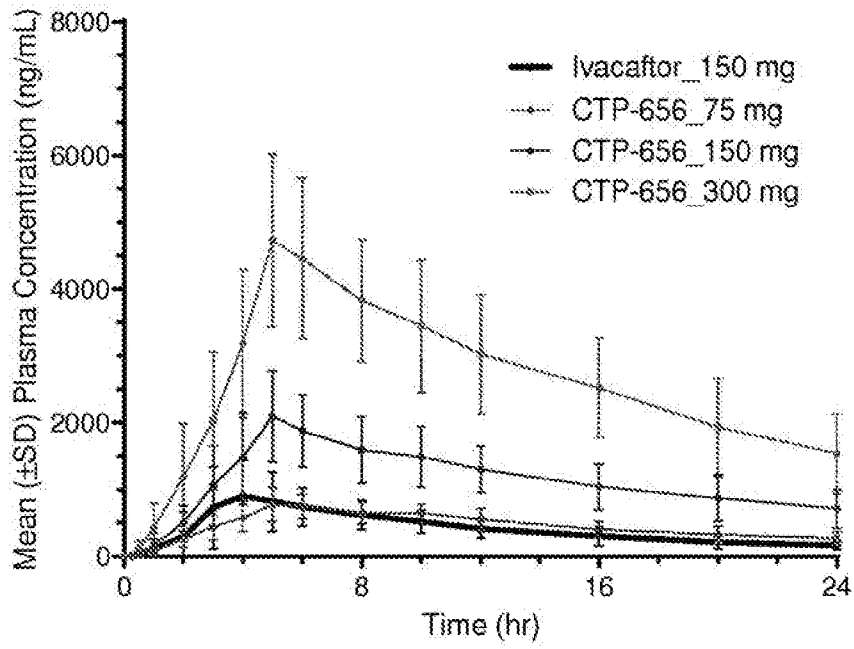 Mean (±SD) Plasma Concentration (ng/mL)
8000
6000
4000
2000
0
Ivacaftor_150 mg
CTP-656_75 mg
CTP-656_150 mg
CTP-656_300 mg
0
8
16
24
Time (hr)